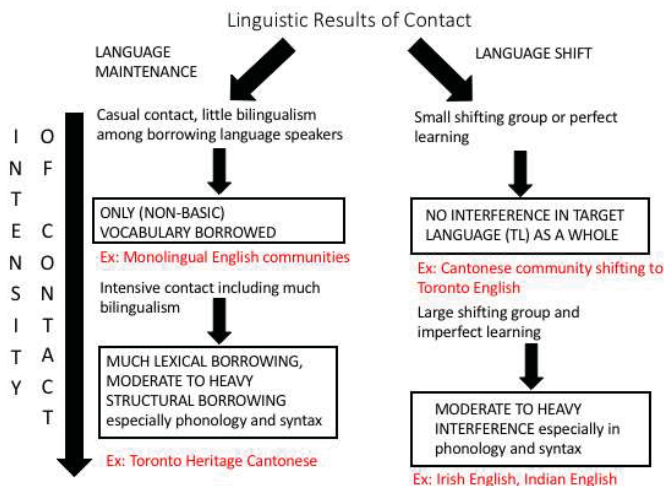 Linguistic Results of Contact
LANGUAGE
MAINTENANCE
LANGUAGE SHIFT
INTENSITY
OF CONTACT
Casual contact, little bilingualism
among borrowing language speakers
ONLY (NON-BASIC)
VOCABULARY BORROWED
Ex: Monolingual English communities
Intensive contact including much
bilingualism
MUCH LEXICAL BORROWING,
MODERATE TO HEAVY
STRUCTURAL BORROWING
especially phonology and syntax
Ex: Toronto Heritage Cantonese
Small shifting group or perfect
learning
NO INTERFERENCE IN TARGET
LANGUAGE (TL) AS A WHOLE
Ex: Cantonese community shifting to
Toronto English
Large shifting group and
imperfect learning
MODERATE TO HEAVY
INTERFERENCE especially in
phonology and syntax
Ex: Irish English, Indian English